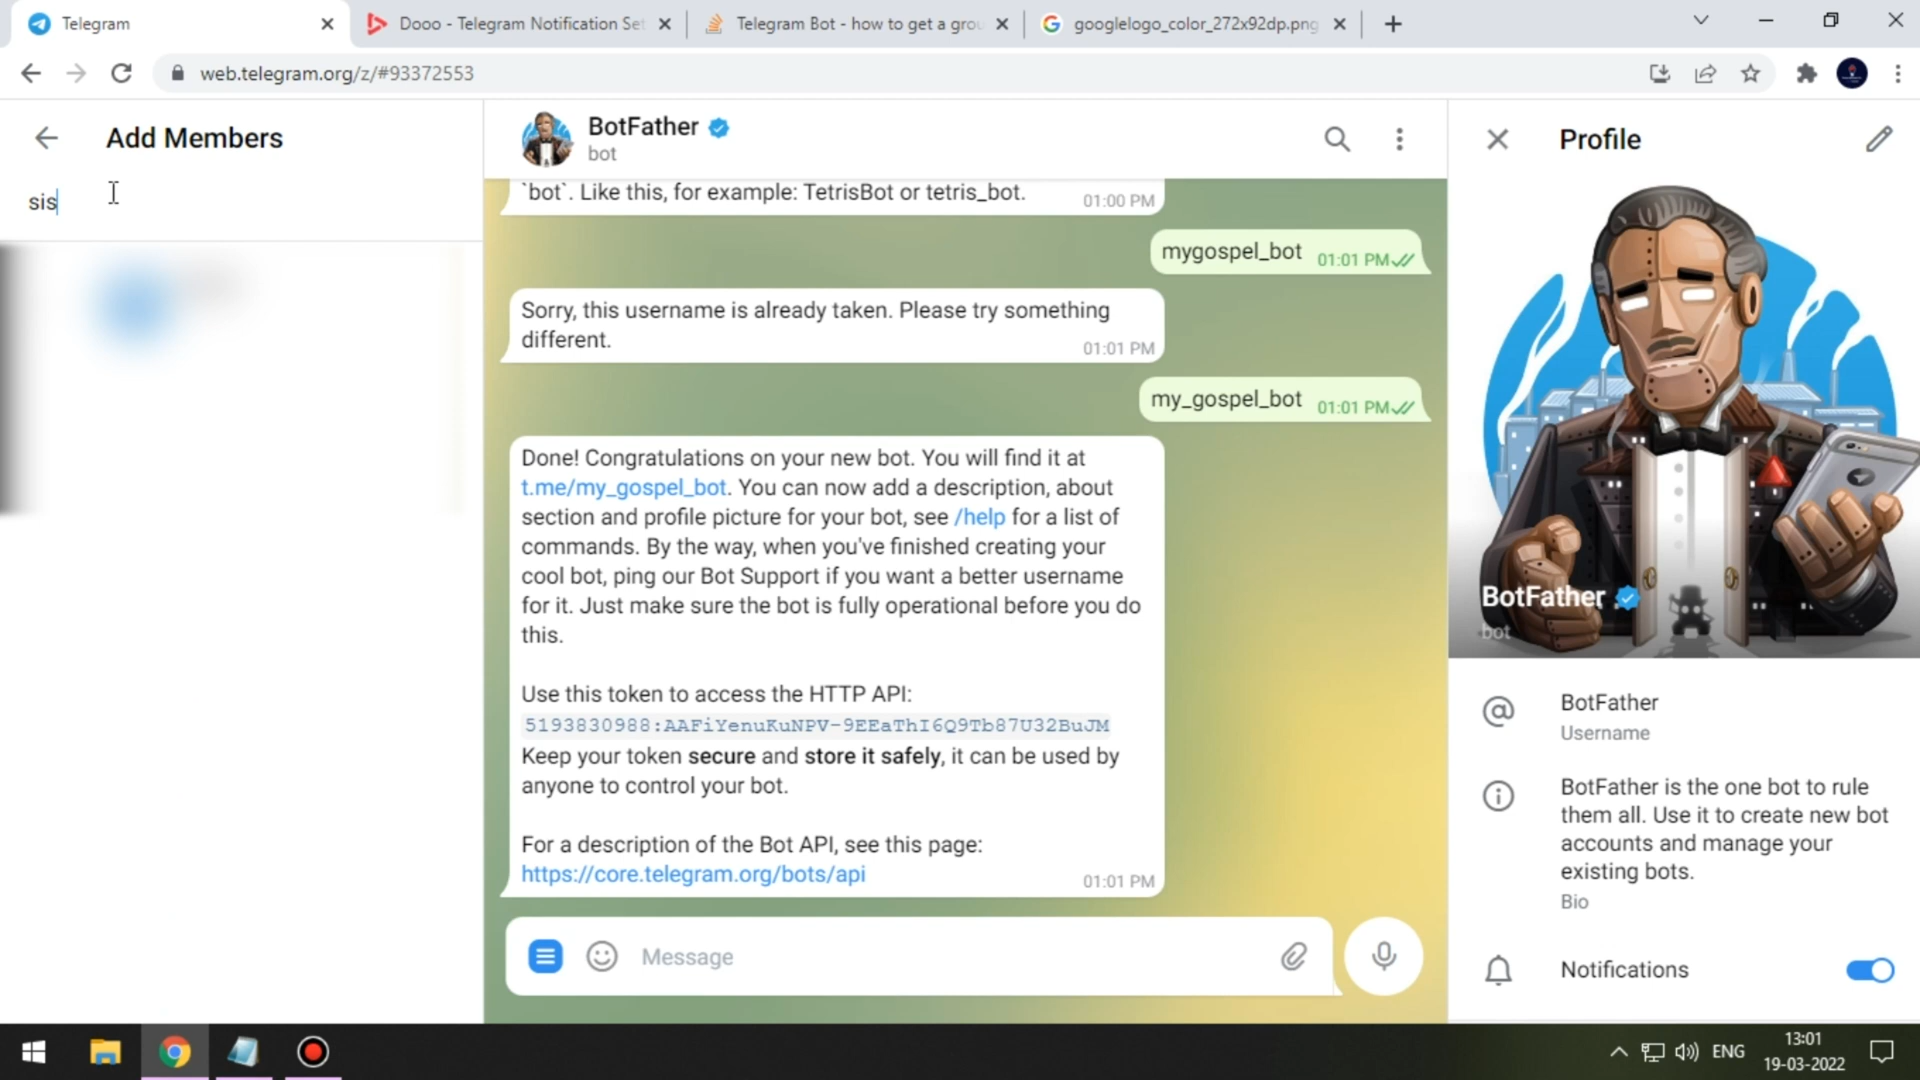 Telegram
Dooo - Telegram Notification Set
Telegram Bot - how to get a grou
googlelogo_color_272x92dp.png
web.telegram.org/z/#93372553
Add Members
sis
BotFather
bot
`bot`. Like this, for example: TetrisBot or tetris_bot.
01:00 PM
mygospel_bot
01:01 PM
Sorry, this username is already taken. Please try something
different.
01:01 PM
my_gospel_bot
01:01 PM
Done! Congratulations on your new bot. You will find it at
t.me/my_gospel_bot. You can now add a description, about
section and profile picture for your bot, see /help for a list of
commands. By the way, when you've finished creating your
cool bot, ping our Bot Support if you want a better username
for it. Just make sure the bot is fully operational before you do
this.
Use this token to access the HTTP API:
5193830988:AAFiYenuKuNPV-9EEaThI6Q9Tb87U32BuJM
Keep your token secure and store it safely, it can be used by
anyone to control your bot.
For a description of the Bot API, see this page:
https://core.telegram.org/bots/api
01:01 PM
Message
Profile
BotFather
bot
BotFather
Username
BotFather is the one bot to rule
them all. Use it to create new bot
accounts and manage your
existing bots.
Bio
Notifications
ENG
13:01
19-03-2022